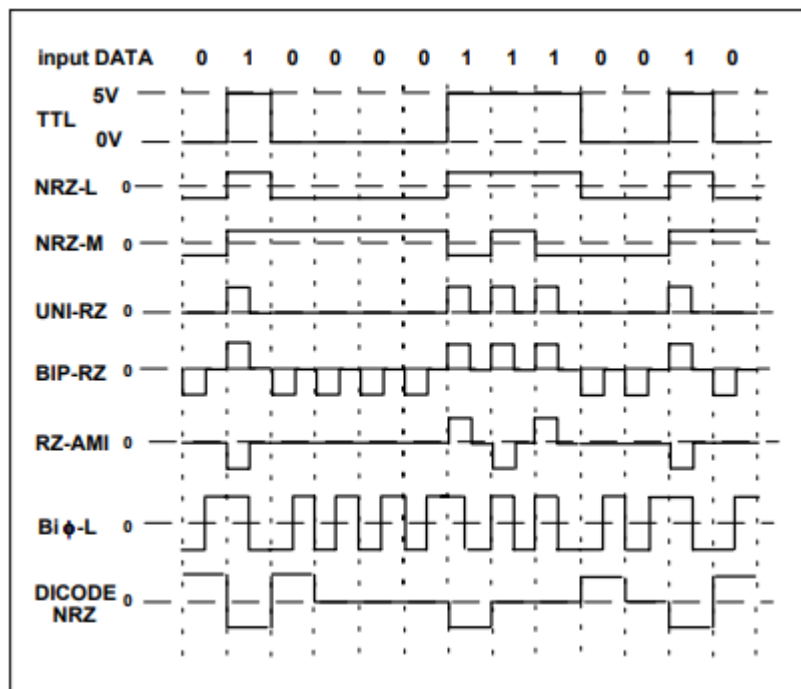 input DATA 0 1 0 0 0 0 1 1 1 0 0 1 0
5V
TTL
0V
NRZ-L 0
NRZ-M 0
UNI-RZ 0
BIP-RZ 0
RZ-AMI 0
Bi ϕ-L 0
DICODE 0
NRZ